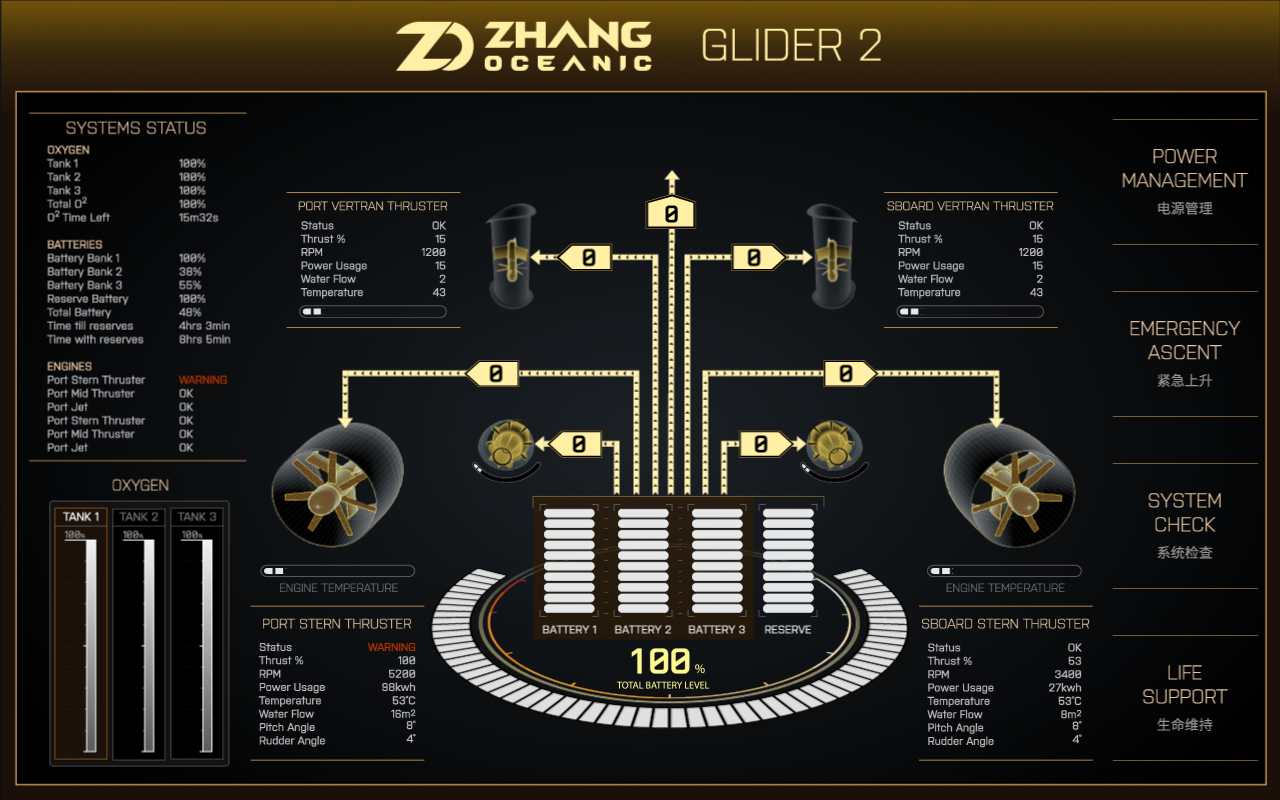 ZHANG
OCEANIC
GLIDER 2
SYSTEMS STATUS
OXYGEN
Tank 1 100%
Tank 2 100%
Tank 3 100%
Total O² 100%
O² Time Left 15m32s
BATTERIES
Battery Bank 1 100%
Battery Bank 2 38%
Battery Bank 3 55%
Reserve Battery 100%
Total Battery 48%
Time till reserves 4hrs 3min
Time with reserves 8hrs 5min
ENGINES
Port Stern Thruster WARNING
Port Mid Thruster OK
Port Jet OK
Port Stern Thruster OK
Port Mid Thruster OK
Port Jet OK
OXYGEN
TANK 1 TANK 2 TANK 3
100% 100% 100%
PORT VERTRAN THRUSTER
Status OK
Thrust % 15
RPM 1200
Power Usage 15
Water Flow 2
Temperature 43
0
0 0
0 0
0 0
SBOARD VERTRAN THRUSTER
Status OK
Thrust % 15
RPM 1200
Power Usage 15
Water Flow 2
Temperature 43
ENGINE TEMPERATURE
PORT STERN THRUSTER
Status WARNING
Thrust % 100
RPM 5200
Power Usage 98kwh
Temperature 53°C
Water Flow 16m²
Pitch Angle 8°
Rudder Angle 4°
BATTERY 1 BATTERY 2 BATTERY 3 RESERVE
100 %
TOTAL BATTERY LEVEL
ENGINE TEMPERATURE
SBOARD STERN THRUSTER
Status OK
Thrust % 53
RPM 3400
Power Usage 27kwh
Temperature 53°C
Water Flow 8m²
Pitch Angle 8°
Rudder Angle 4°
POWER
MANAGEMENT
电源管理
EMERGENCY
ASCENT
紧急上升
SYSTEM
CHECK
系统检查
LIFE
SUPPORT
生命维持